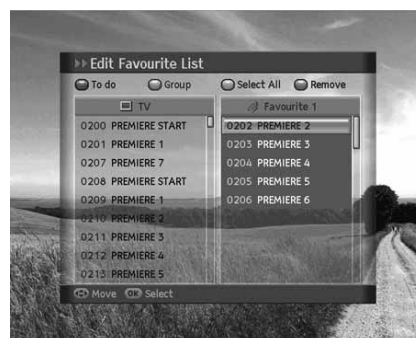 Edit Favourite List
To do Group Select All Remove
TV
0200 PREMIERE START
0201 PREMIERE 1
0207 PREMIERE 7
0208 PREMIERE START
0209 PREMIERE 1
0210 PREMIERE 2
0211 PREMIERE 3
0212 PREMIERE 4
0213 PREMIERE 5
Favourite 1
0202 PREMIERE 2
0203 PREMIERE 3
0204 PREMIERE 4
0205 PREMIERE 5
0206 PREMIERE 6
Move OK Select